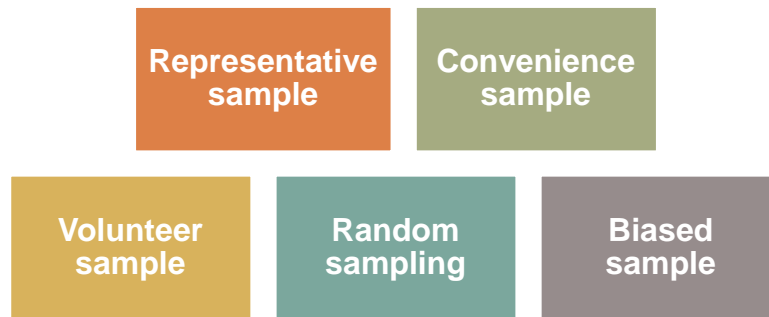 Representative
sample
Convenience
sample
Volunteer
sample
Random
sampling
Biased
sample